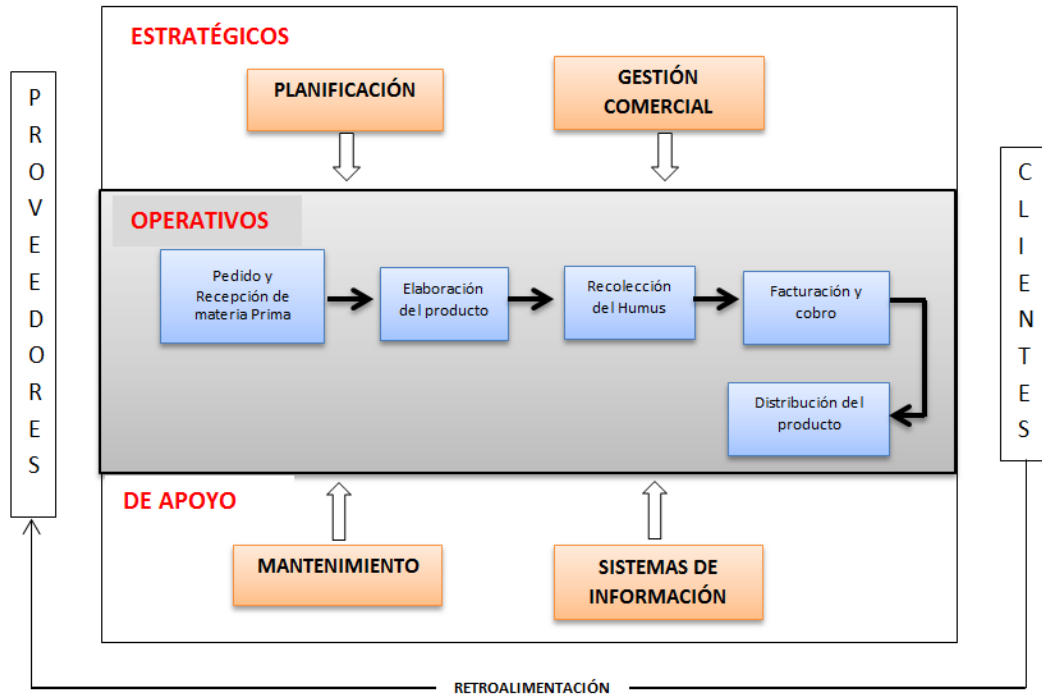 ESTRATÉGICOS
PLANIFICACIÓN
GESTIÓN
COMERCIAL
PROVEEDORES
CLIENTES
OPERATIVOS
Pedido y
Recepción de
materia Prima
Elaboración
del producto
Recolección
del Humus
Facturación y
cobro
Distribución del
producto
DE APOYO
MANTENIMIENTO
SISTEMAS DE
INFORMACIÓN
RETROALIMENTACIÓN